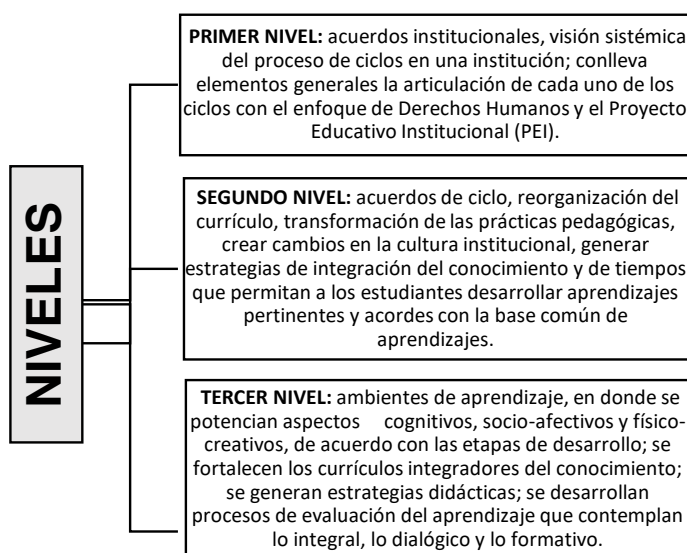 NIVELES
PRIMER NIVEL: acuerdos institucionales, visión sistémica
del proceso de ciclos en una institución; conlleva
elementos generales la articulación de cada uno de los
ciclos con el enfoque de Derechos Humanos y el Proyecto
Educativo Institucional (PEI).
SEGUNDO NIVEL: acuerdos de ciclo, reorganización del
currículo, transformación de las prácticas pedagógicas,
crear cambios en la cultura institucional, generar
estrategias de integración del conocimiento y de tiempos
que permitan a los estudiantes desarrollar aprendizajes
pertinentes y acordes con la base común de
aprendizajes.
TERCER NIVEL: ambientes de aprendizaje, en donde se
potencian aspectos cognitivos, socio-afectivos y físico-
creativos, de acuerdo con las etapas de desarrollo; se
fortalecen los currículos integradores del conocimiento;
se generan estrategias didácticas; se desarrollan
procesos de evaluación del aprendizaje que contemplan
lo integral, lo dialógico y lo formativo.